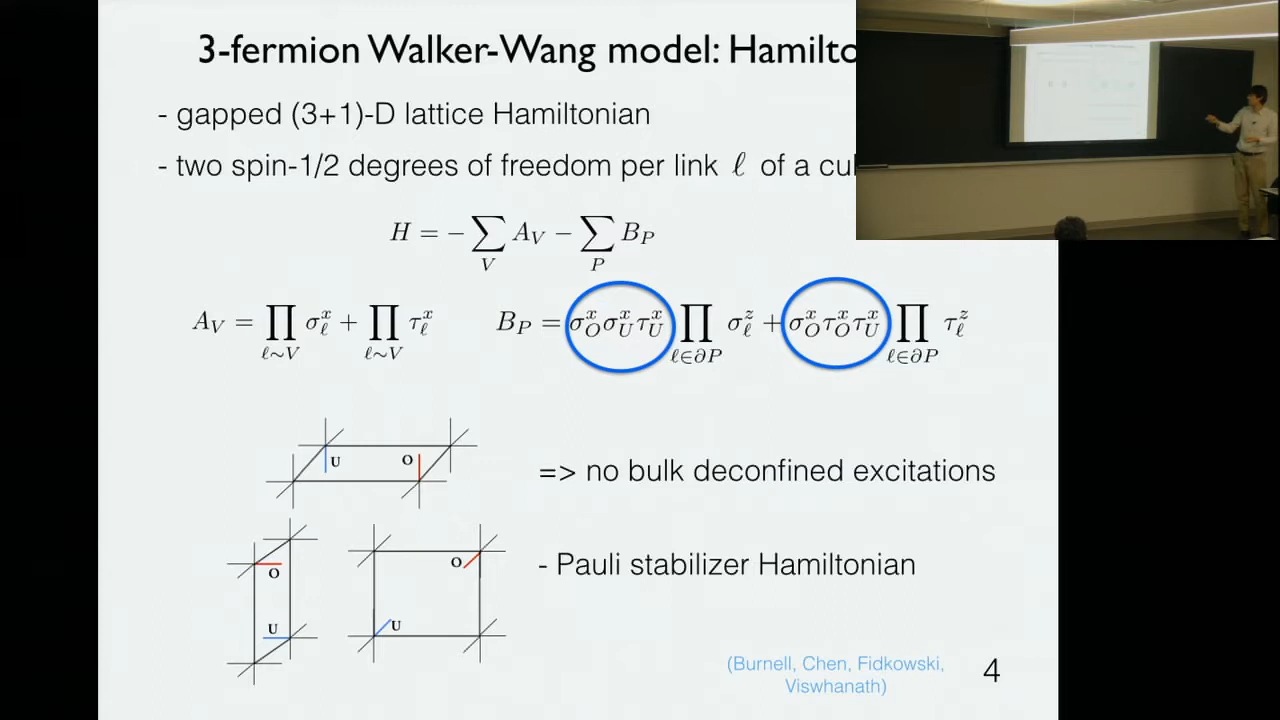 3-fermion Walker-Wang model: Hamilto
- gapped (3+1)-D lattice Hamiltonian
- two spin-1/2 degrees of freedom per link ℓ of a cu
H = − ∑_V A_V − ∑_P B_P
A_V = ∏_{ℓ∼V} σ^x_ℓ + ∏_{ℓ∼V} τ^x_ℓ B_P = σ^x_O σ^x_U τ^x_U ∏_{ℓ∈∂P} σ^z_ℓ + σ^x_O τ^x_O τ^x_U ∏_{ℓ∈∂P} τ^z_ℓ
U O
=> no bulk deconfined excitations
O
U
O
U
- Pauli stabilizer Hamiltonian
(Burnell, Chen, Fidkowski,
Viswhanath)
4